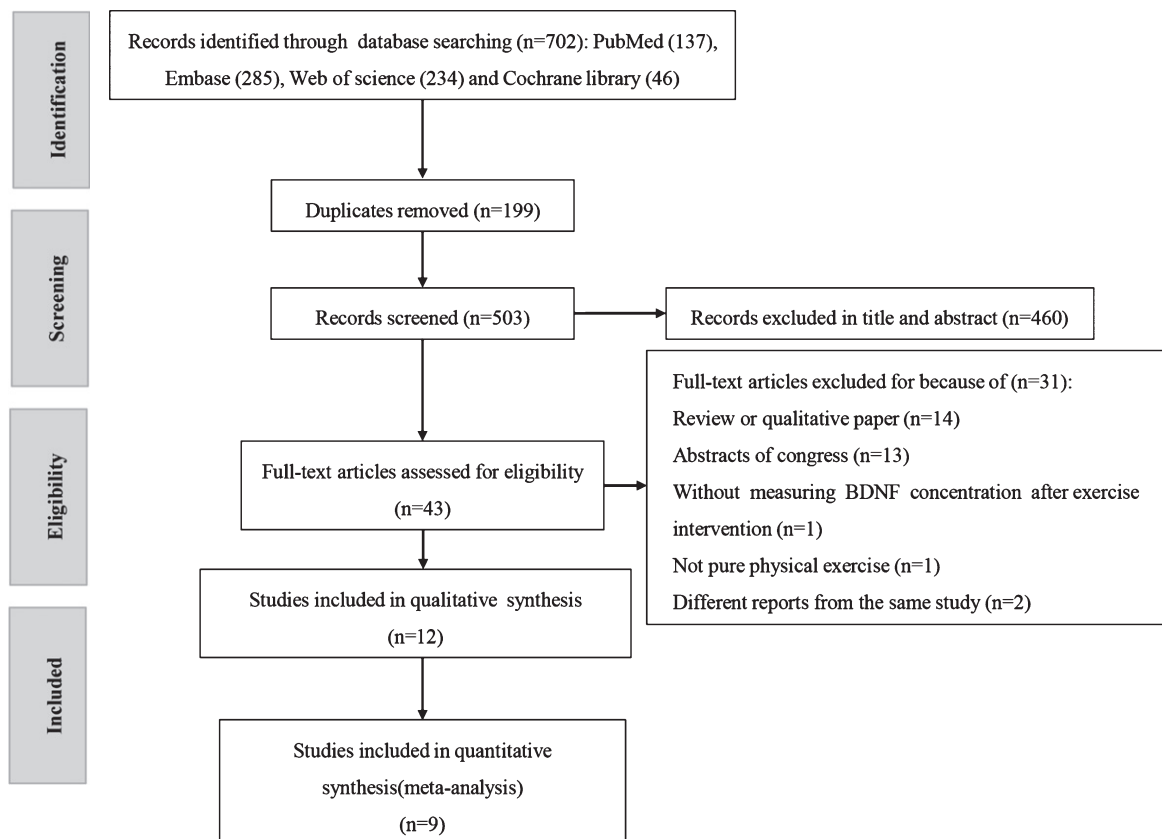 Identification
Records identified through database searching (n=702): PubMed (137),
Embase (285), Web of science (234) and Cochrane library (46)
Duplicates removed (n=199)
Screening
Records screened (n=503)
Records excluded in title and abstract (n=460)
Eligibility
Full-text articles assessed for eligibility
(n=43)
Full-text articles excluded for because of (n=31):
Review or qualitative paper (n=14)
Abstracts of congress (n=13)
Without measuring BDNF concentration after exercise
intervention (n=1)
Not pure physical exercise (n=1)
Different reports from the same study (n=2)
Included
Studies included in qualitative synthesis
(n=12)
Studies included in quantitative
synthesis(meta-analysis)
(n=9)